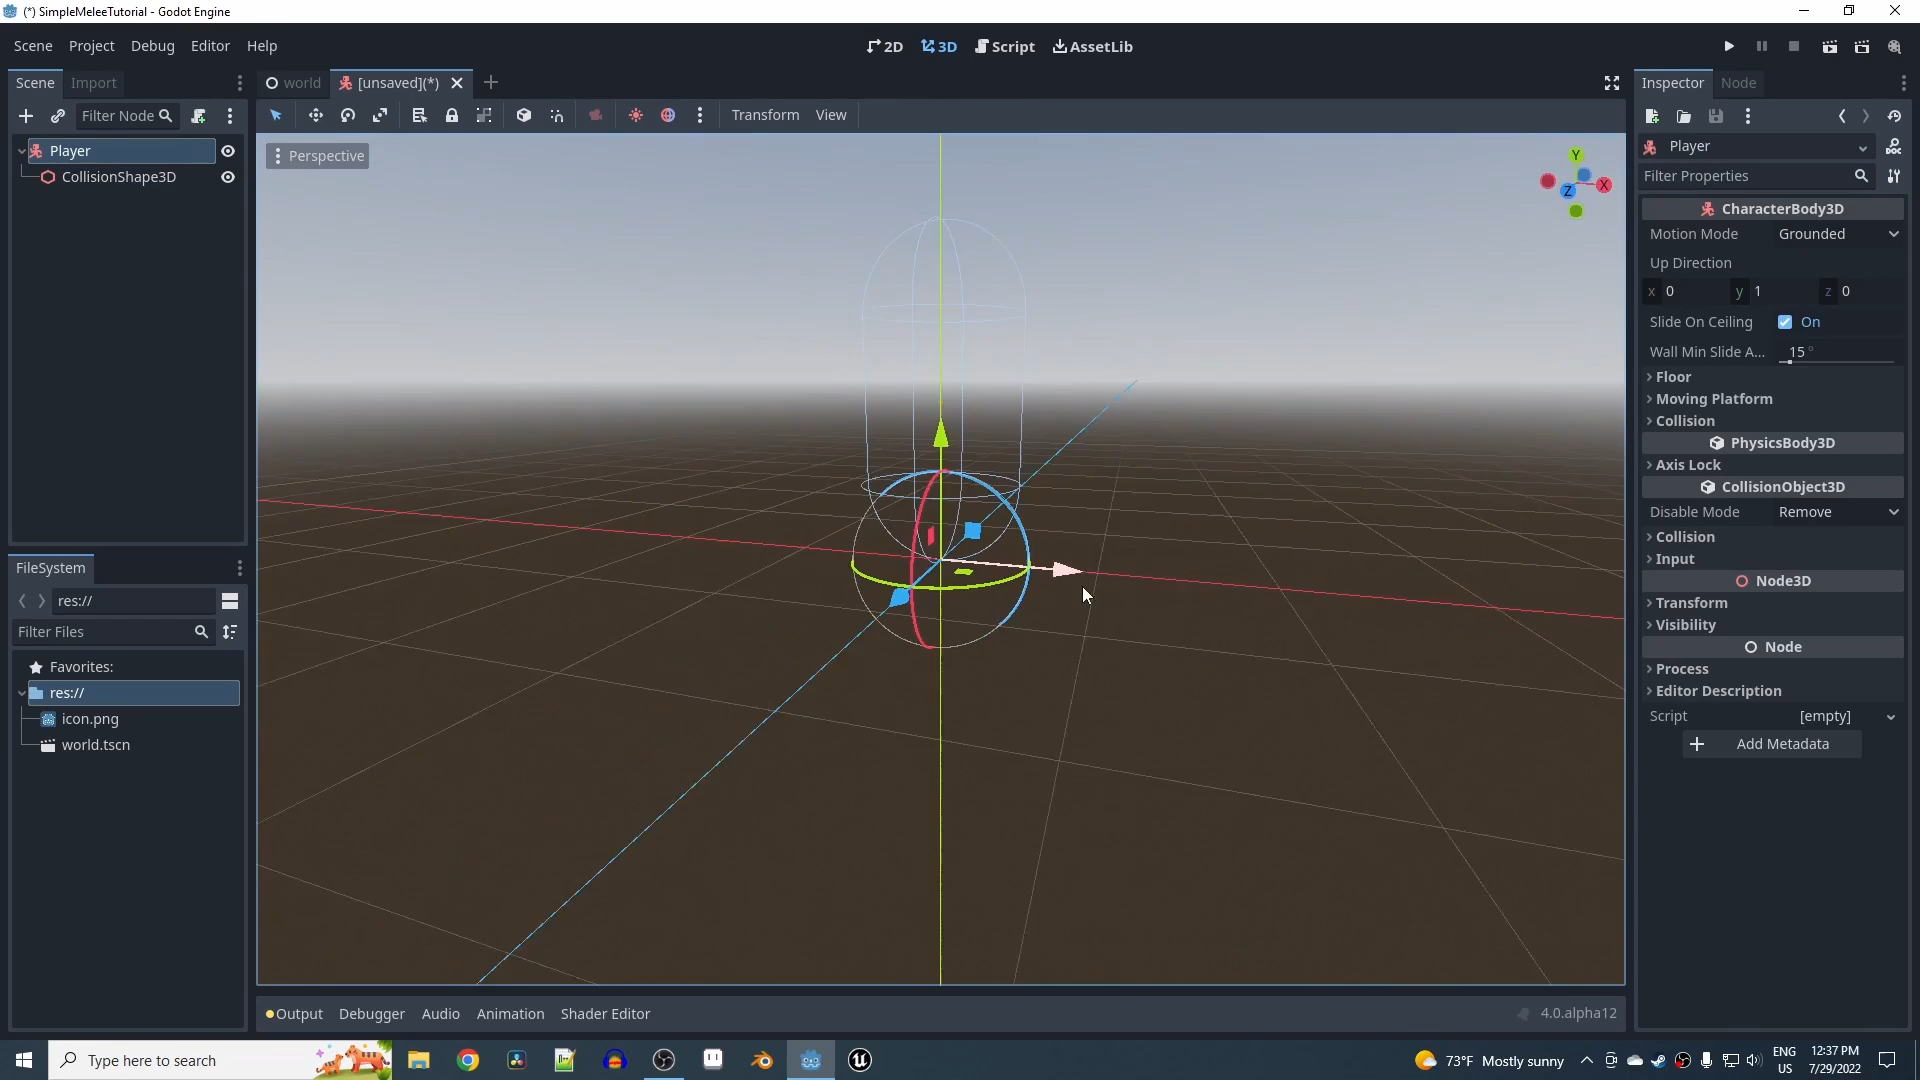 (*) SimpleMeleeTutorial - Godot Engine
Scene Project Debug Editor Help
2D 3D Script AssetLib
Scene Import
world [unsaved](*)
Inspector Node
Filter Node
Transform View
Player
CollisionShape3D
Perspective
Y
X
Z
Player
Filter Properties
CharacterBody3D
Motion Mode Grounded
Up Direction
x 0 y 1 z 0
Slide On Ceiling On
Wall Min Slide A... 15 °
Floor
Moving Platform
Collision
PhysicsBody3D
Axis Lock
CollisionObject3D
Disable Mode Remove
Collision
Input
Node3D
Transform
Visibility
Node
Process
Editor Description
Script [empty]
Add Metadata
FileSystem
res://
Filter Files
Favorites:
res://
icon.png
world.tscn
Output Debugger Audio Animation Shader Editor
4.0.alpha12
Type here to search
73°F Mostly sunny
ENG
US
12:37 PM
7/29/2022